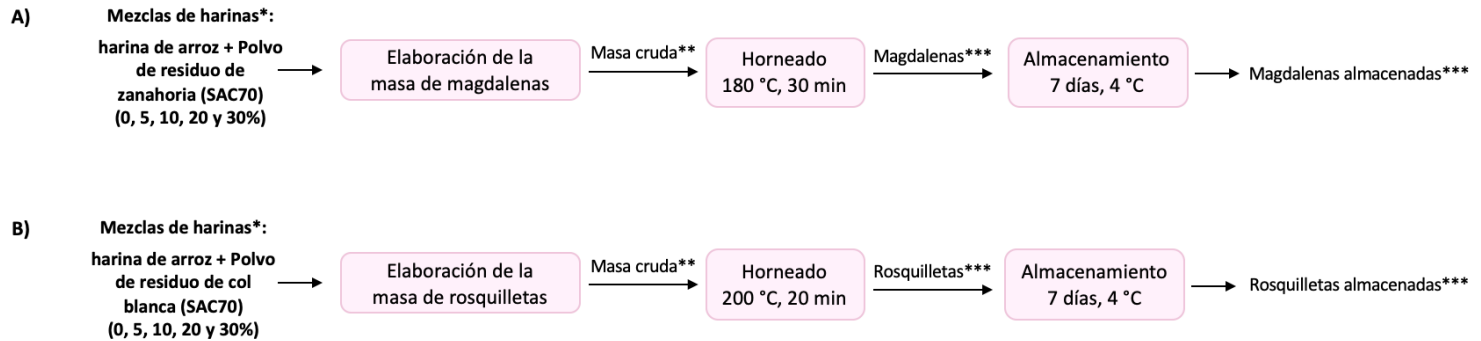 A)
Mezclas de harinas*:
harina de arroz + Polvo
de residuo de
zanahoria (SAC70)
(0, 5, 10, 20 y 30%)
Elaboración de la
masa de magdalenas
Masa cruda**
Horneado
180 °C, 30 min
Magdalenas***
Almacenamiento
7 días, 4 °C
Magdalenas almacenadas***
B)
Mezclas de harinas*:
harina de arroz + Polvo
de residuo de col
blanca (SAC70)
(0, 5, 10, 20 y 30%)
Elaboración de la
masa de rosquilletas
Masa cruda**
Horneado
200 °C, 20 min
Rosquilletas***
Almacenamiento
7 días, 4 °C
Rosquilletas almacenadas***